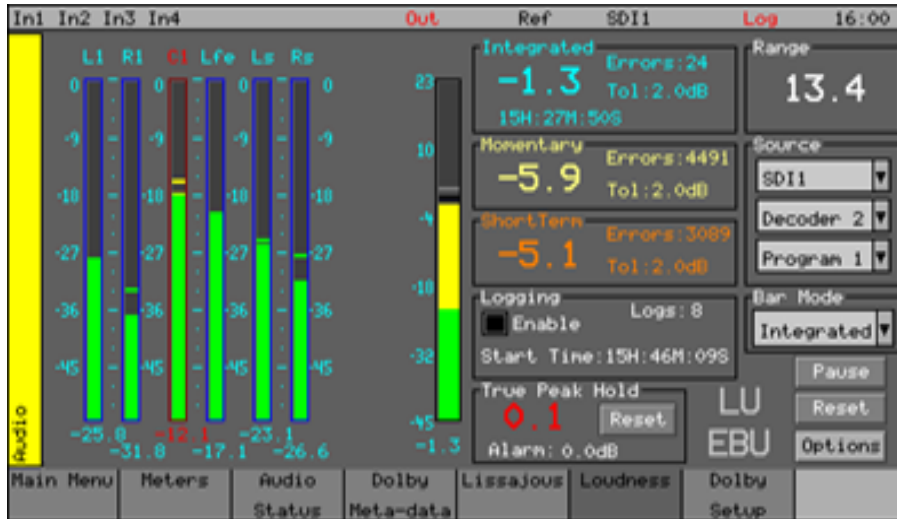 In1 In2 In3 In4 Out Ref SDI1 Log 16:00
L1 R1 C1 Lfe Ls Rs
0 0 0 0
-9 -9 -9 -9
-18 -18 -18 -18
-27 -27 -27 -27
-36 -36 -36 -36
-45 -45 -45 -45
-25.8 -12.1 -23.1
-31.8 -17.1 -26.6
23
10
-4
-18
-32
-45
-1.3
Integrated
-1.3
Errors:24
Tol:2.0dB
15H:27M:50S
Momentary
-5.9
Errors:4491
Tol:2.0dB
ShortTerm
-5.1
Errors:3089
Tol:2.0dB
Logging
Enable
Logs:8
Start Time:15H:46M:09S
True Peak Hold
0.1
Reset
Alarm: 0.0dB
LU
EBU
Range
13.4
Source
SDI1
Decoder 2
Program 1
Bar Mode
Integrated
Pause
Reset
Options
Audio
Main Menu
Meters
Audio Status
Dolby Meta-data
Lissajous
Loudness
Dolby Setup